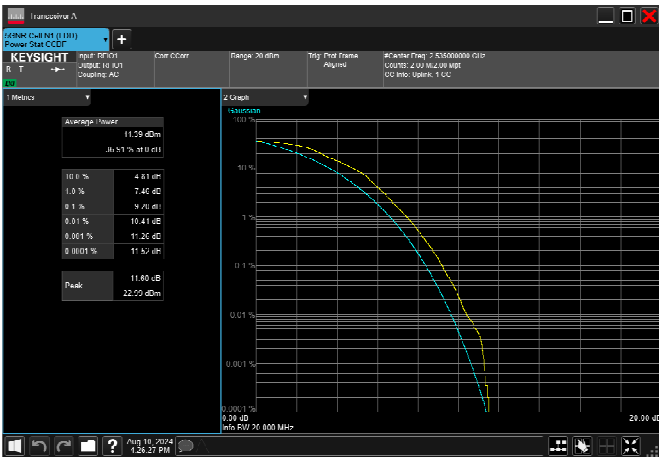 Transceiver A
5GNR Cell N1 (FDD)
Power Stat CCDF
+
KEYSIGHT
R T
Input: RFIO1
Output: RFIO1
Coupling: AC
Corr CCorr
Range: 20 dBm
Trig: Prot Frame
Aligned
#Center Freq: 2.535000000 GHz
Counts: 2.00 M/2.00 Mpt
CC Info: Uplink, 1 CC
1 Metrics
Average Power
11.39 dBm
36.91 % at 0 dB
10.0 % 4.81 dB
1.0 % 7.46 dB
0.1 % 9.20 dB
0.01 % 10.41 dB
0.001 % 11.26 dB
0.0001 % 11.52 dB
Peak
11.60 dB
22.99 dBm
2 Graph
Gaussian
100 %
10 %
1 %
0.1 %
0.01 %
0.001 %
0.0001 %
0.00 dB
20.00 dB
Info BW 20.000 MHz
?
Aug 10, 2024
4:26:27 PM